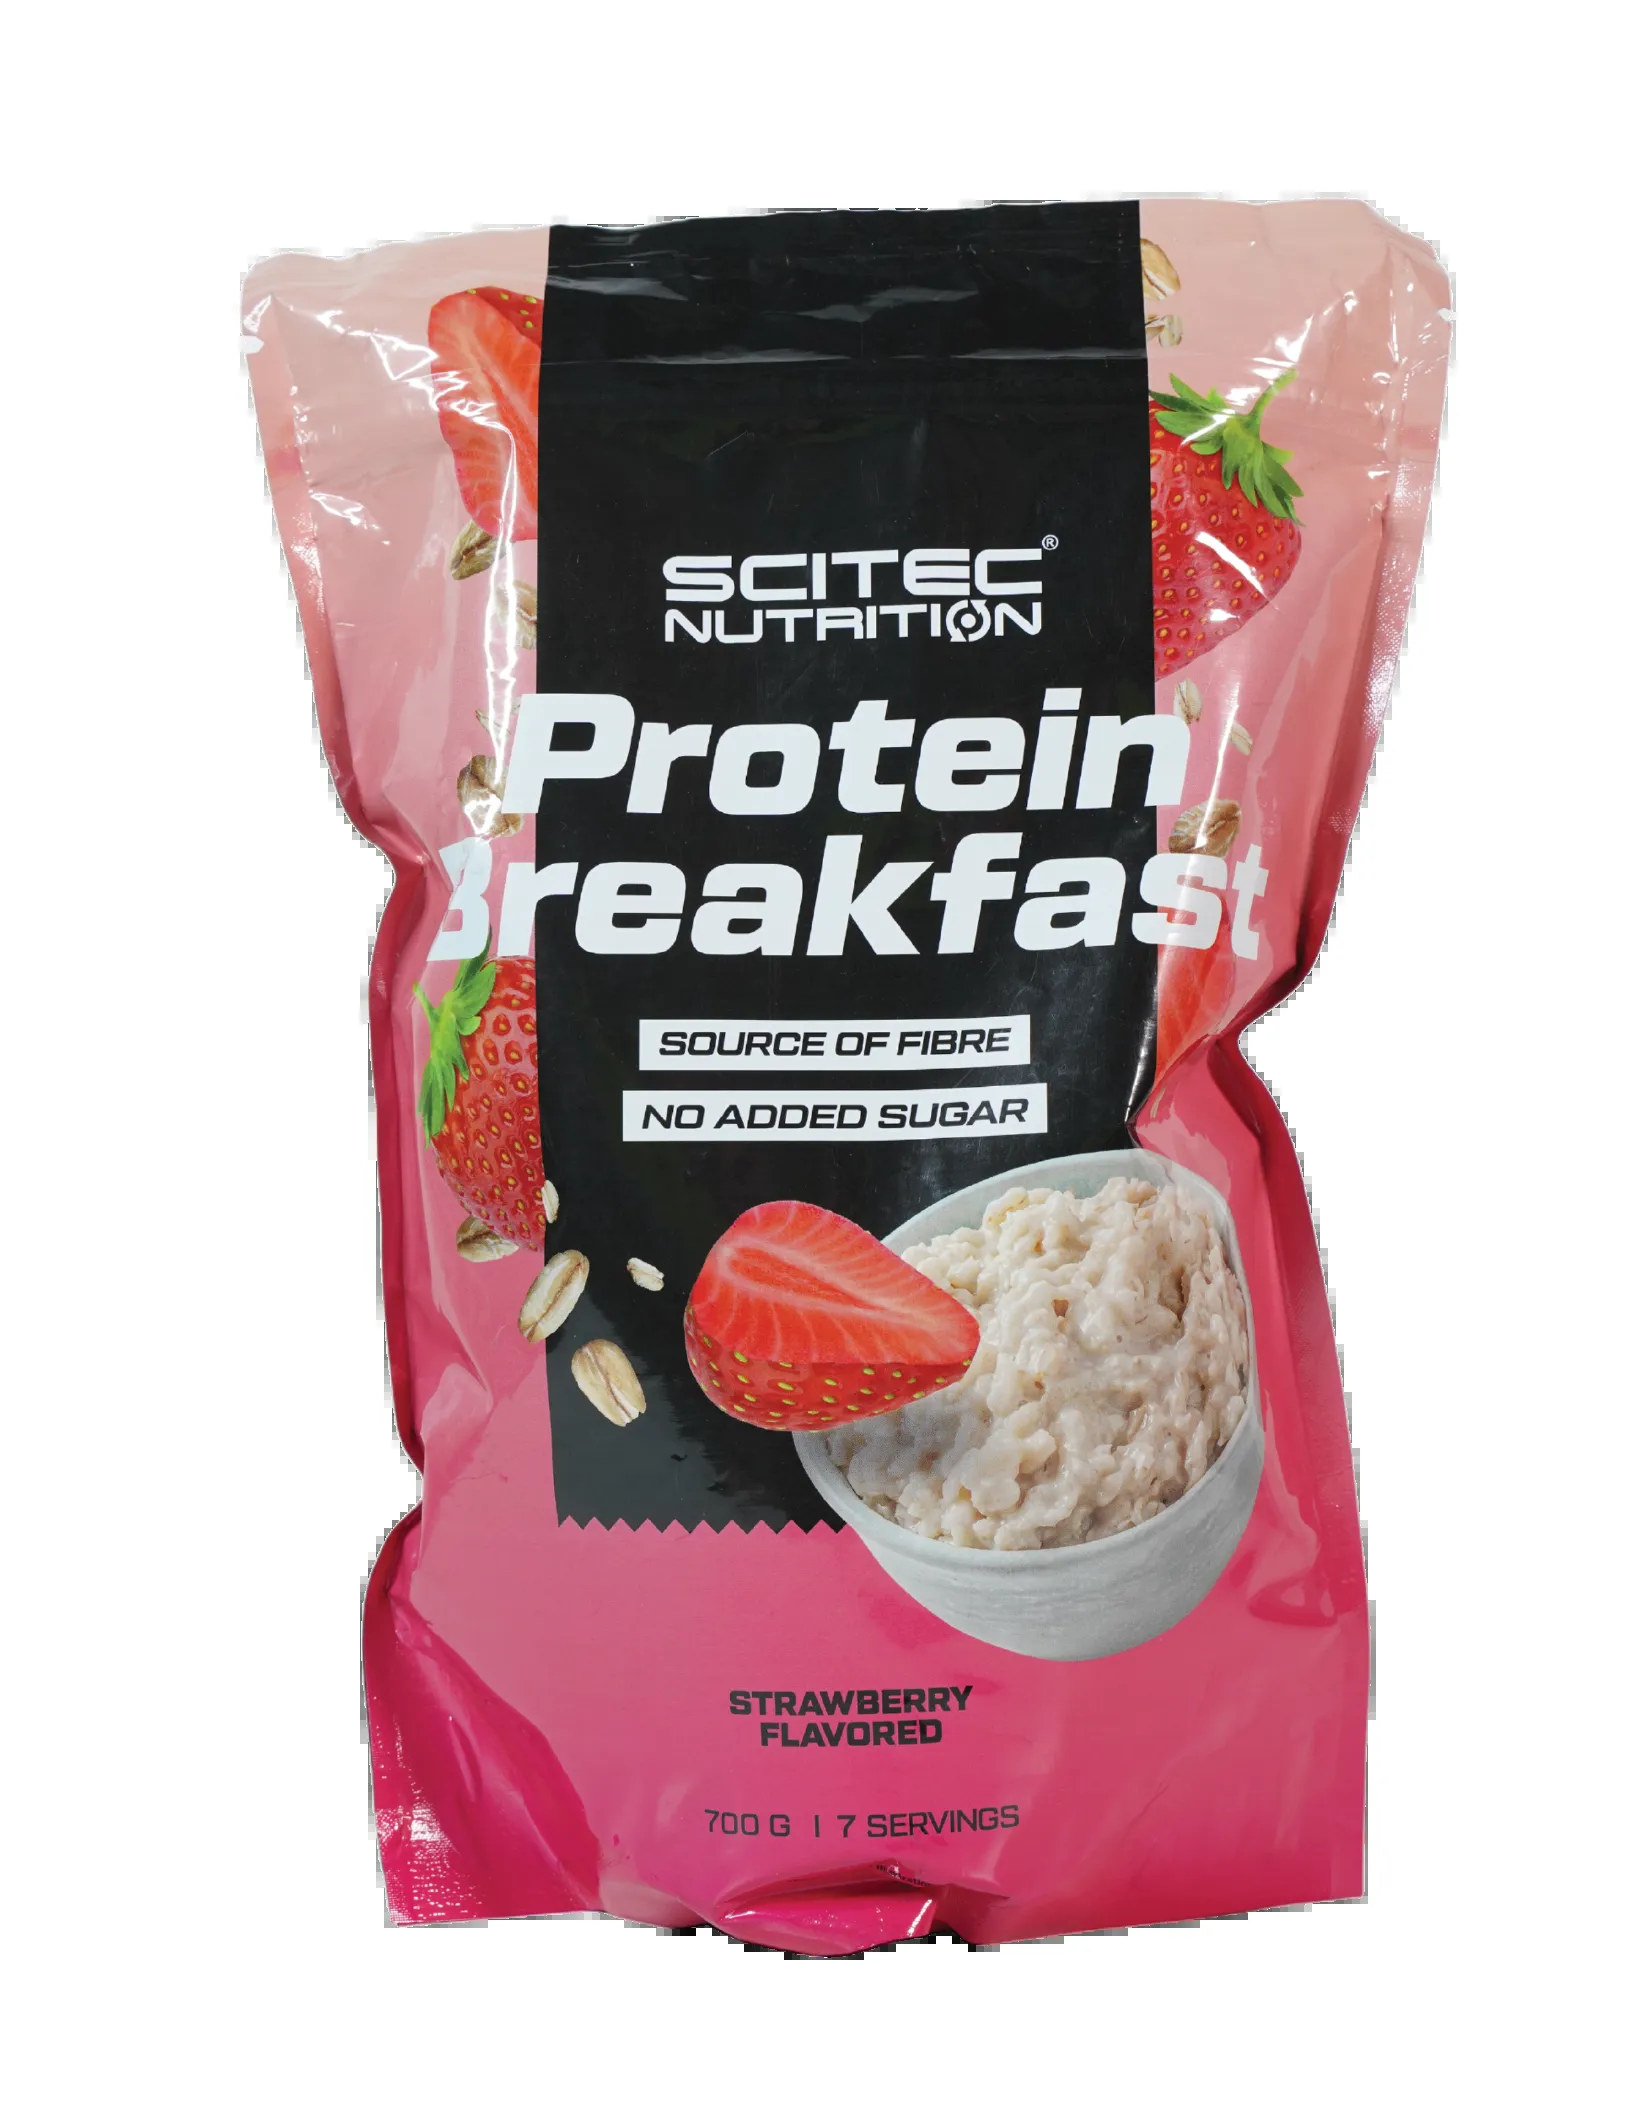 SCITEC®
NUTRITION
Protein
Breakfast
SOURCE OF FIBRE
NO ADDED SUGAR
STRAWBERRY
FLAVORED
700 G | 7 SERVINGS